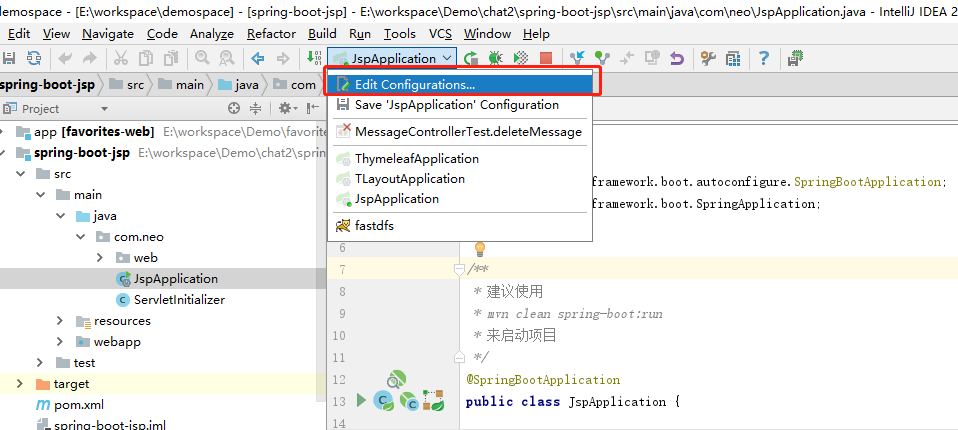 demospace - [E:\workspace\demospace] - [spring-boot-jsp] - E:\workspace\Demo\chat2\spring-boot-jsp\src\main\java\com\neo\JspApplication.java - IntelliJ IDEA 2
Edit View Navigate Code Analyze Refactor Build Run Tools VCS Window Help
JspApplication
spring-boot-jsp src main java com
Edit Configurations...
Save 'JspApplication' Configuration
MessageControllerTest.deleteMessage
ThymeleafApplication
TLayoutApplication
JspApplication
fastdfs
Project
app [favorites-web] E:\workspace\Demo\favorite
spring-boot-jsp E:\workspace\Demo\chat2\sprin
src
main
java
com.neo
web
JspApplication
ServletInitializer
resources
webapp
test
target
pom.xml
spring-boot-jsp.iml
framework.boot.autoconfigure.SpringBootApplication;
framework.boot.SpringApplication;
6
7 /**
8 * 建议使用
9 * mvn clean spring-boot:run
10 * 来启动项目
11 */
12 @SpringBootApplication
13 public class JspApplication {
14